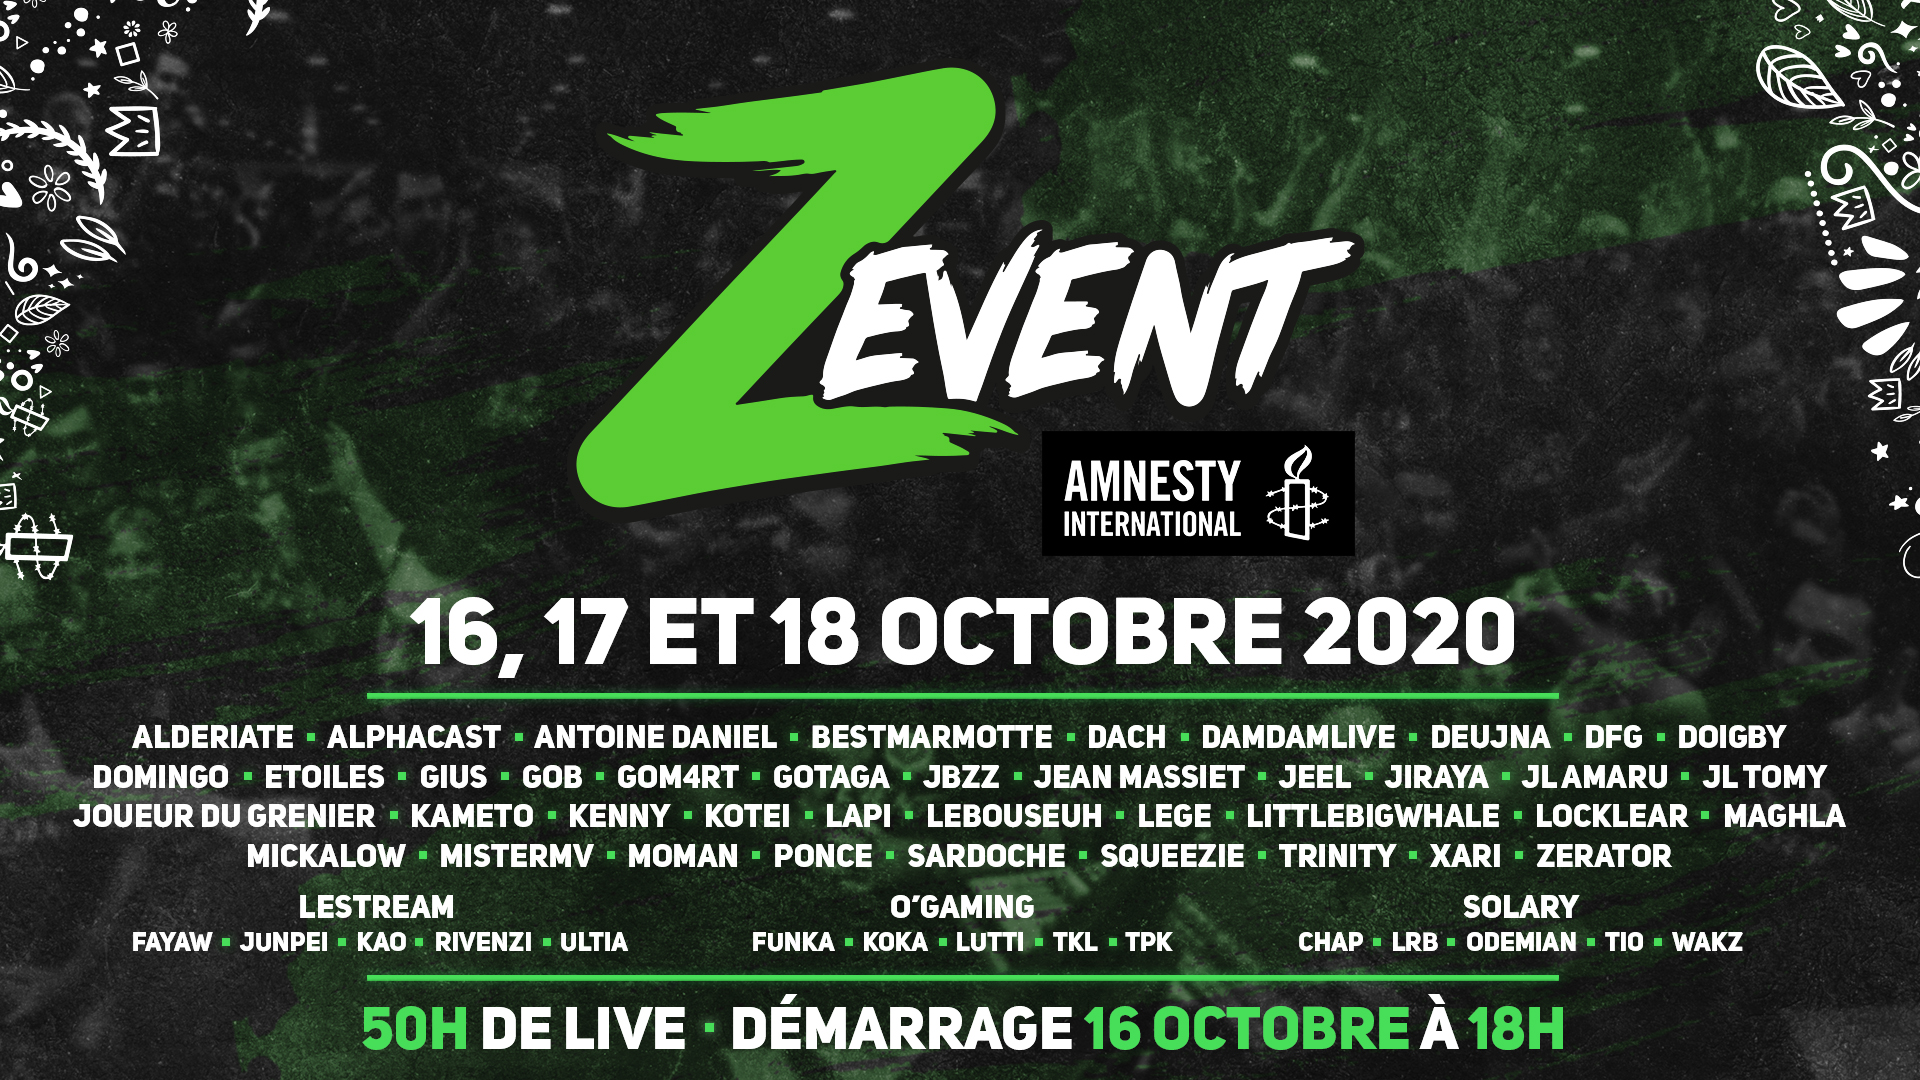 ZEVENT
AMNESTY
INTERNATIONAL
16, 17 ET 18 OCTOBRE 2020
ALDERIATE ▪ ALPHACAST ▪ ANTOINE DANIEL ▪ BESTMARMOTTE ▪ DACH ▪ DAMDAMLIVE ▪ DEUJNA ▪ DFG ▪ DOIGBY
DOMINGO ▪ ETOILES ▪ GIUS ▪ GOB ▪ GOM4RT ▪ GOTAGA ▪ JBZZ ▪ JEAN MASSIET ▪ JEEL ▪ JIRAYA ▪ JL AMARU ▪ JL TOMY
JOUEUR DU GRENIER ▪ KAMETO ▪ KENNY ▪ KOTEI ▪ LAPI ▪ LEBOUSEUH ▪ LEGE ▪ LITTLEBIGWHALE ▪ LOCKLEAR ▪ MAGHLA
MICKALOW ▪ MISTERMV ▪ MOMAN ▪ PONCE ▪ SARDOCHE ▪ SQUEEZIE ▪ TRINITY ▪ XARI ▪ ZERATOR
LESTREAM
FAYAW ▪ JUNPEI ▪ KAO ▪ RIVENZI ▪ ULTIA
O'GAMING
FUNKA ▪ KOKA ▪ LUTTI ▪ TKL ▪ TPK
SOLARY
CHAP ▪ LRB ▪ ODEMIAN ▪ TIO ▪ WAKZ
50H DE LIVE ▪ DÉMARRAGE 16 OCTOBRE À 18H